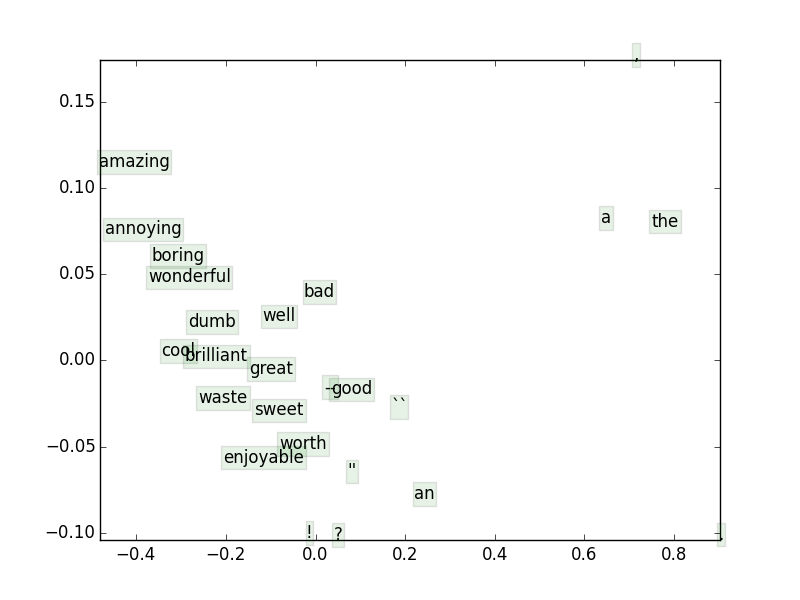 ,
0.15
amazing
0.10
a
the
annoying
boring
wonderful
0.05
bad
well
dumb
cool
brilliant
0.00
great
--
good
waste
``
sweet
worth
−0.05
enjoyable
"
an
!
?
.
−0.10
−0.4 −0.2 0.0 0.2 0.4 0.6 0.8